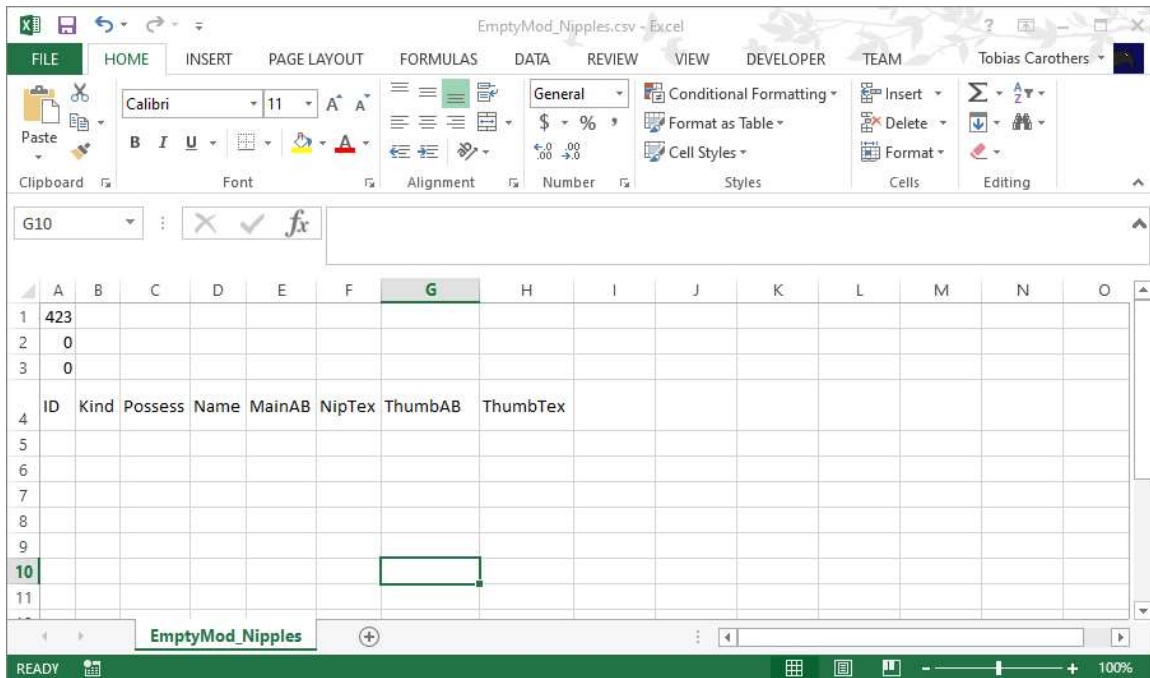 EmptyMod_Nipples.csv - Excel
FILE HOME INSERT PAGE LAYOUT FORMULAS DATA REVIEW VIEW DEVELOPER TEAM Tobias Carothers
Calibri 11 General Conditional Formatting Insert
Paste B I U $ % Format as Table Delete
Cell Styles Format
Clipboard Font Alignment Number Styles Cells Editing
G10 fx
A B C D E F G H I J K L M N O
1 423
2 0
3 0
4 ID Kind Possess Name MainAB NipTex ThumbAB ThumbTex
5
6
7
8
9
10
11
EmptyMod_Nipples
READY 100%